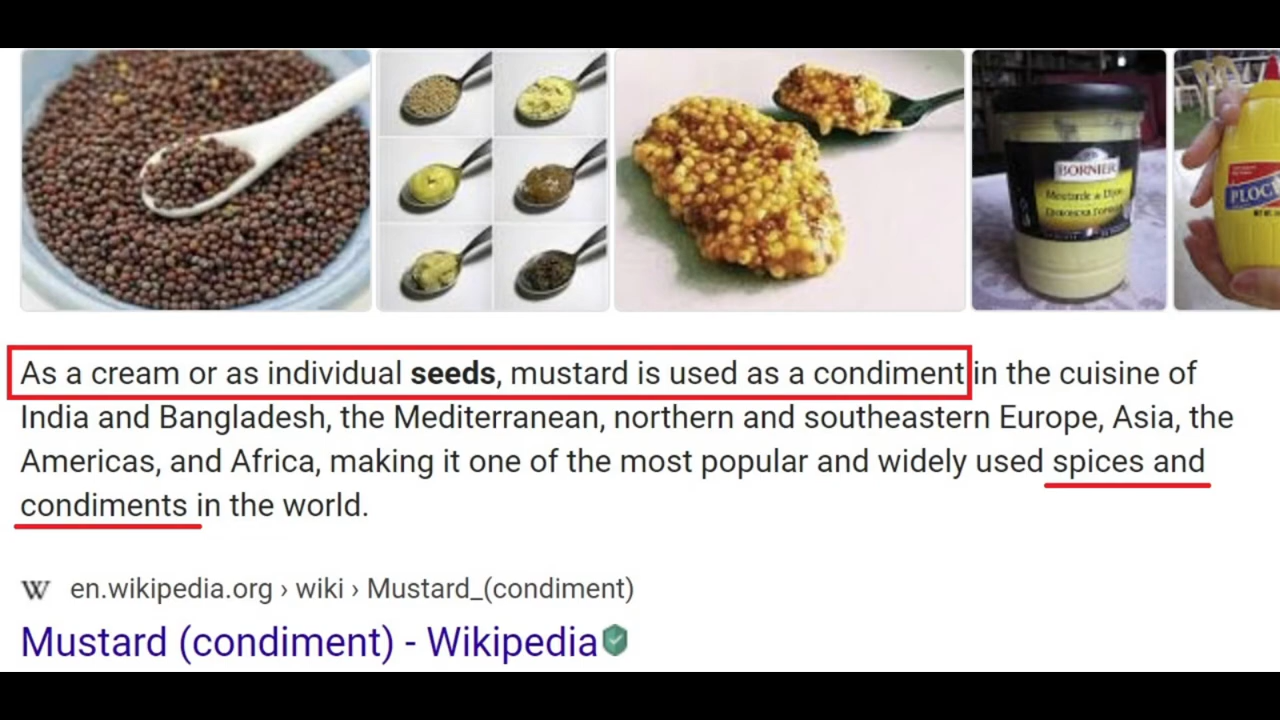 BORNIER
PLOC
As a cream or as individual seeds, mustard is used as a condiment in the cuisine of
India and Bangladesh, the Mediterranean, northern and southeastern Europe, Asia, the
Americas, and Africa, making it one of the most popular and widely used spices and
condiments in the world.
W en.wikipedia.org › wiki › Mustard_(condiment)
Mustard (condiment) - Wikipedia